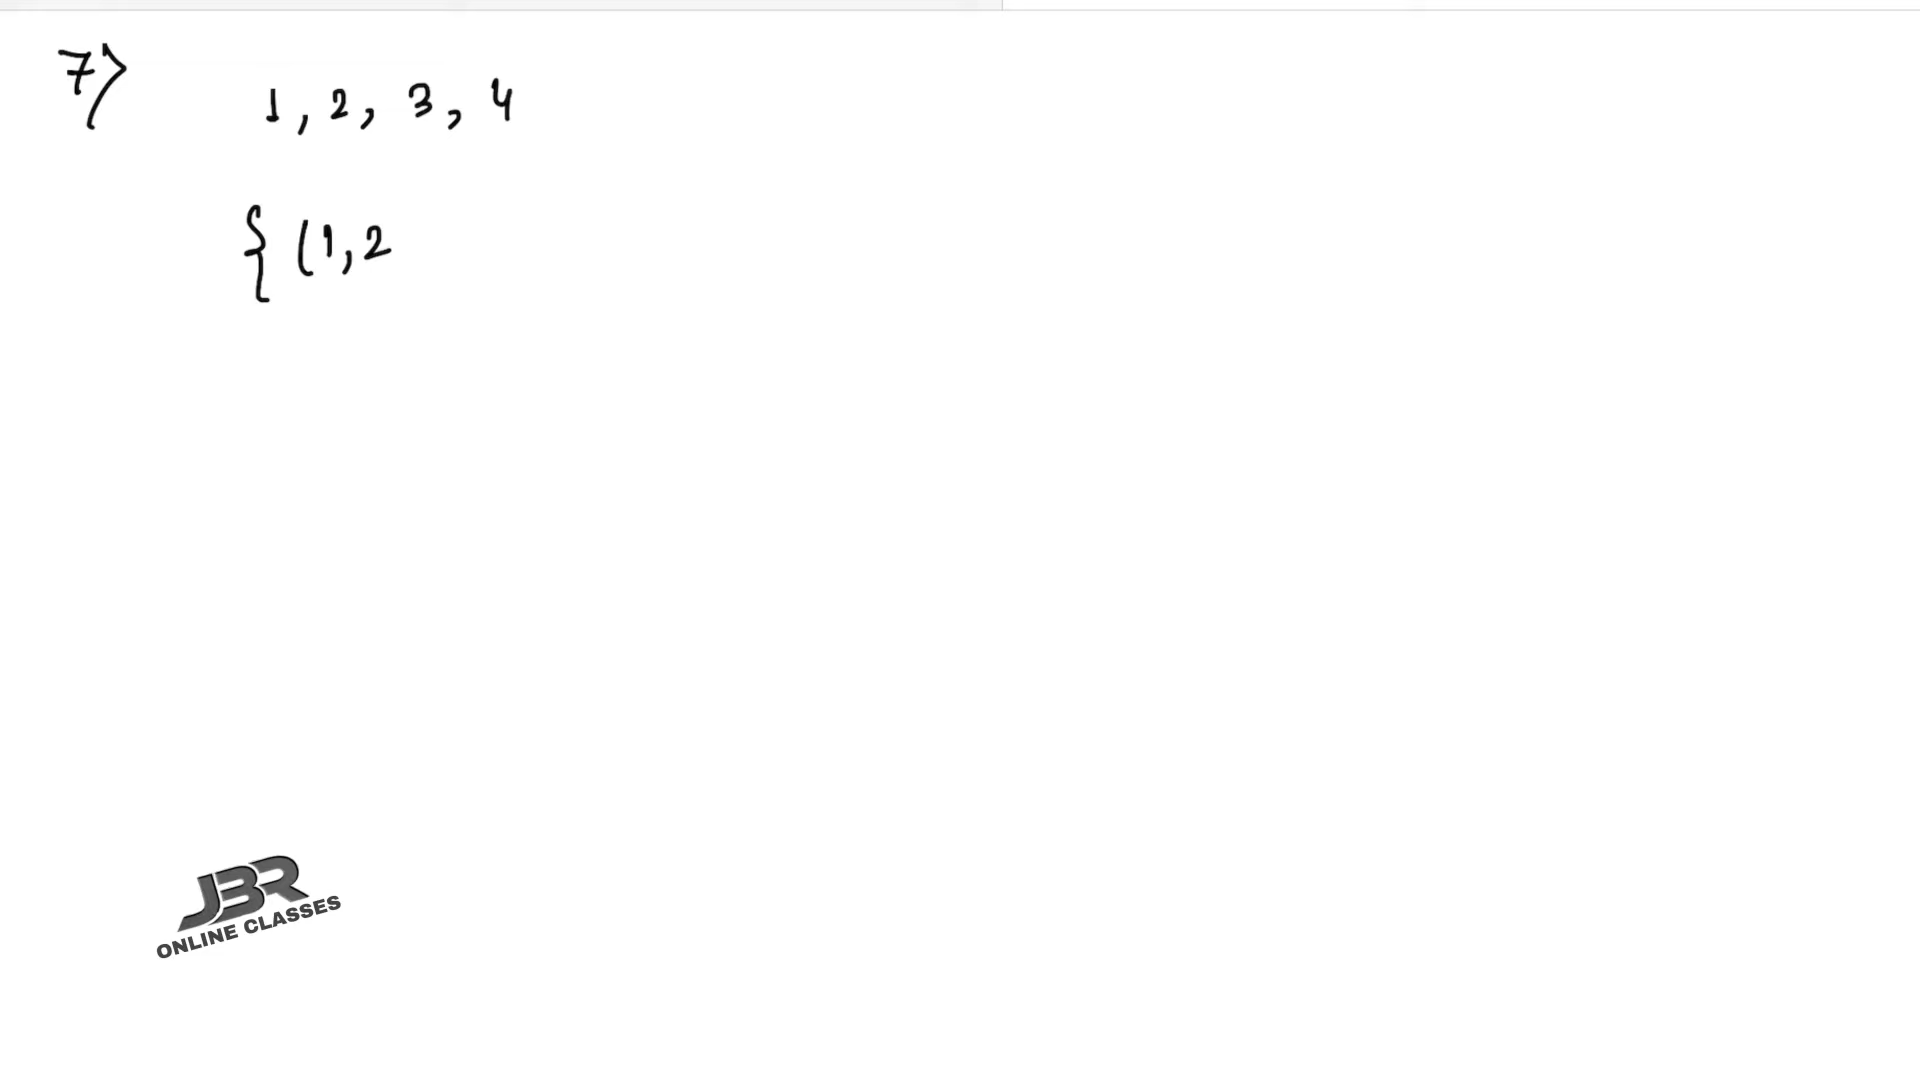 7)
1, 2, 3, 4
{ (1, 2
JBR
ONLINE CLASSES